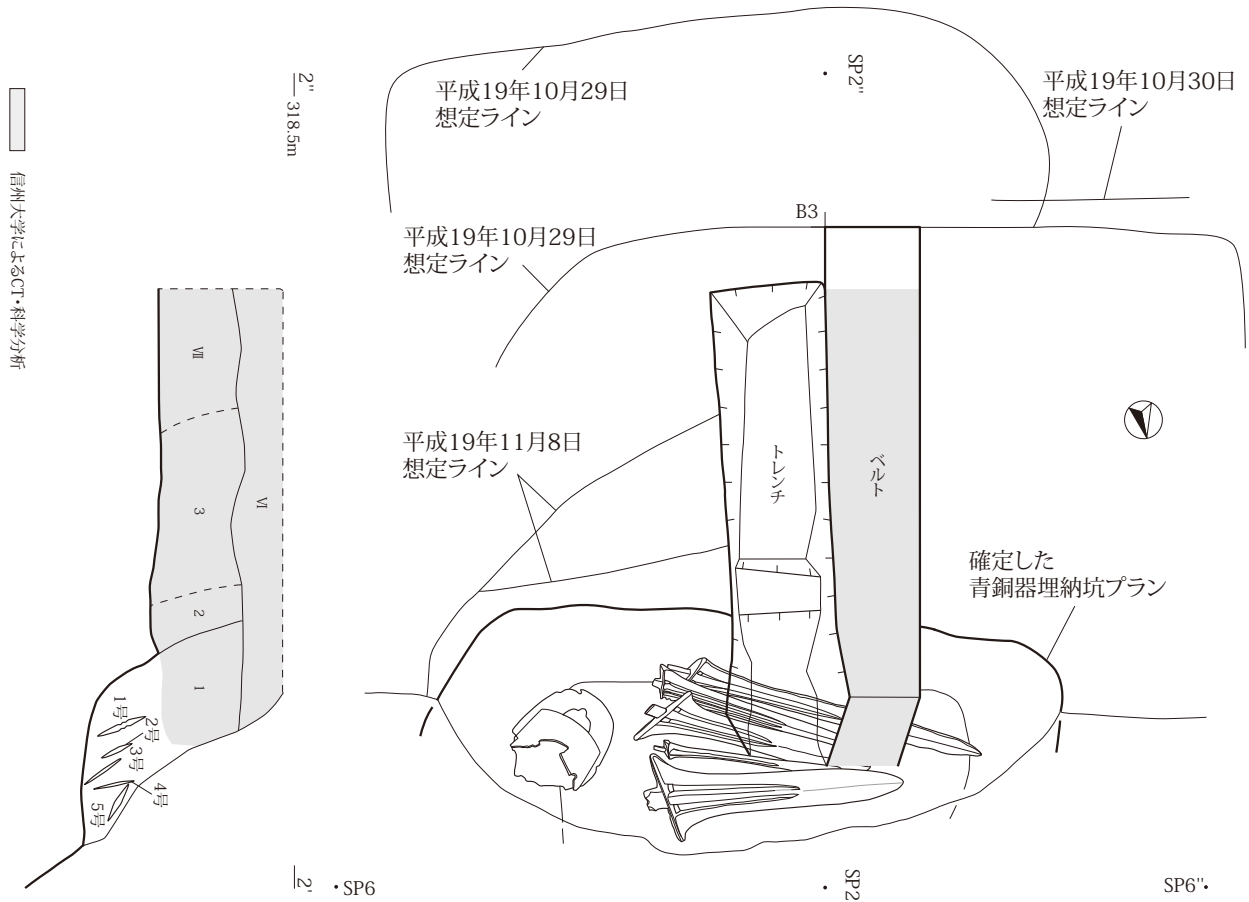 平成19年10月29日
想定ライン
SP2"
平成19年10月30日
想定ライン
2"
318.5m
信州大学によるCT・科学分析
B3
平成19年10月29日
想定ライン
Ⅶ
Ⅵ
3
2
1
平成19年11月8日
想定ライン
トレンチ
ベルト
確定した
青銅器埋納坑プラン
1号
2号
3号
4号
5号
2'
SP6
SP2
SP6"